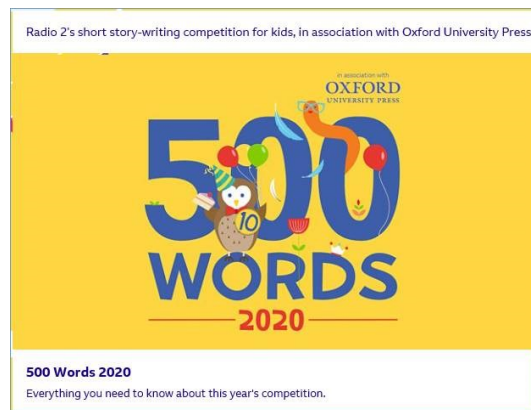 Radio 2's short story-writing competition for kids, in association with Oxford University Press
in association with
OXFORD
UNIVERSITY PRESS
500
10
WORDS
2020
500 Words 2020
Everything you need to know about this year's competition.